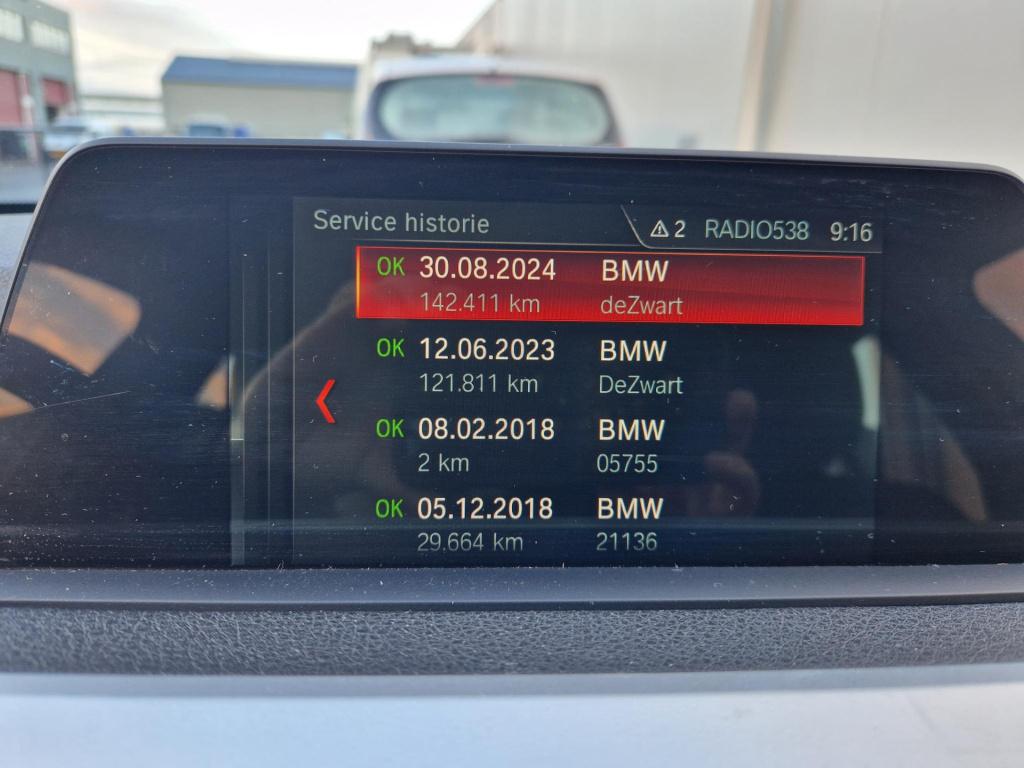 Service historie
2 RADIO538 9:16
OK 30.08.2024 BMW
142.411 km deZwart
OK 12.06.2023 BMW
121.811 km DeZwart
OK 08.02.2018 BMW
2 km 05755
OK 05.12.2018 BMW
29.664 km 21136